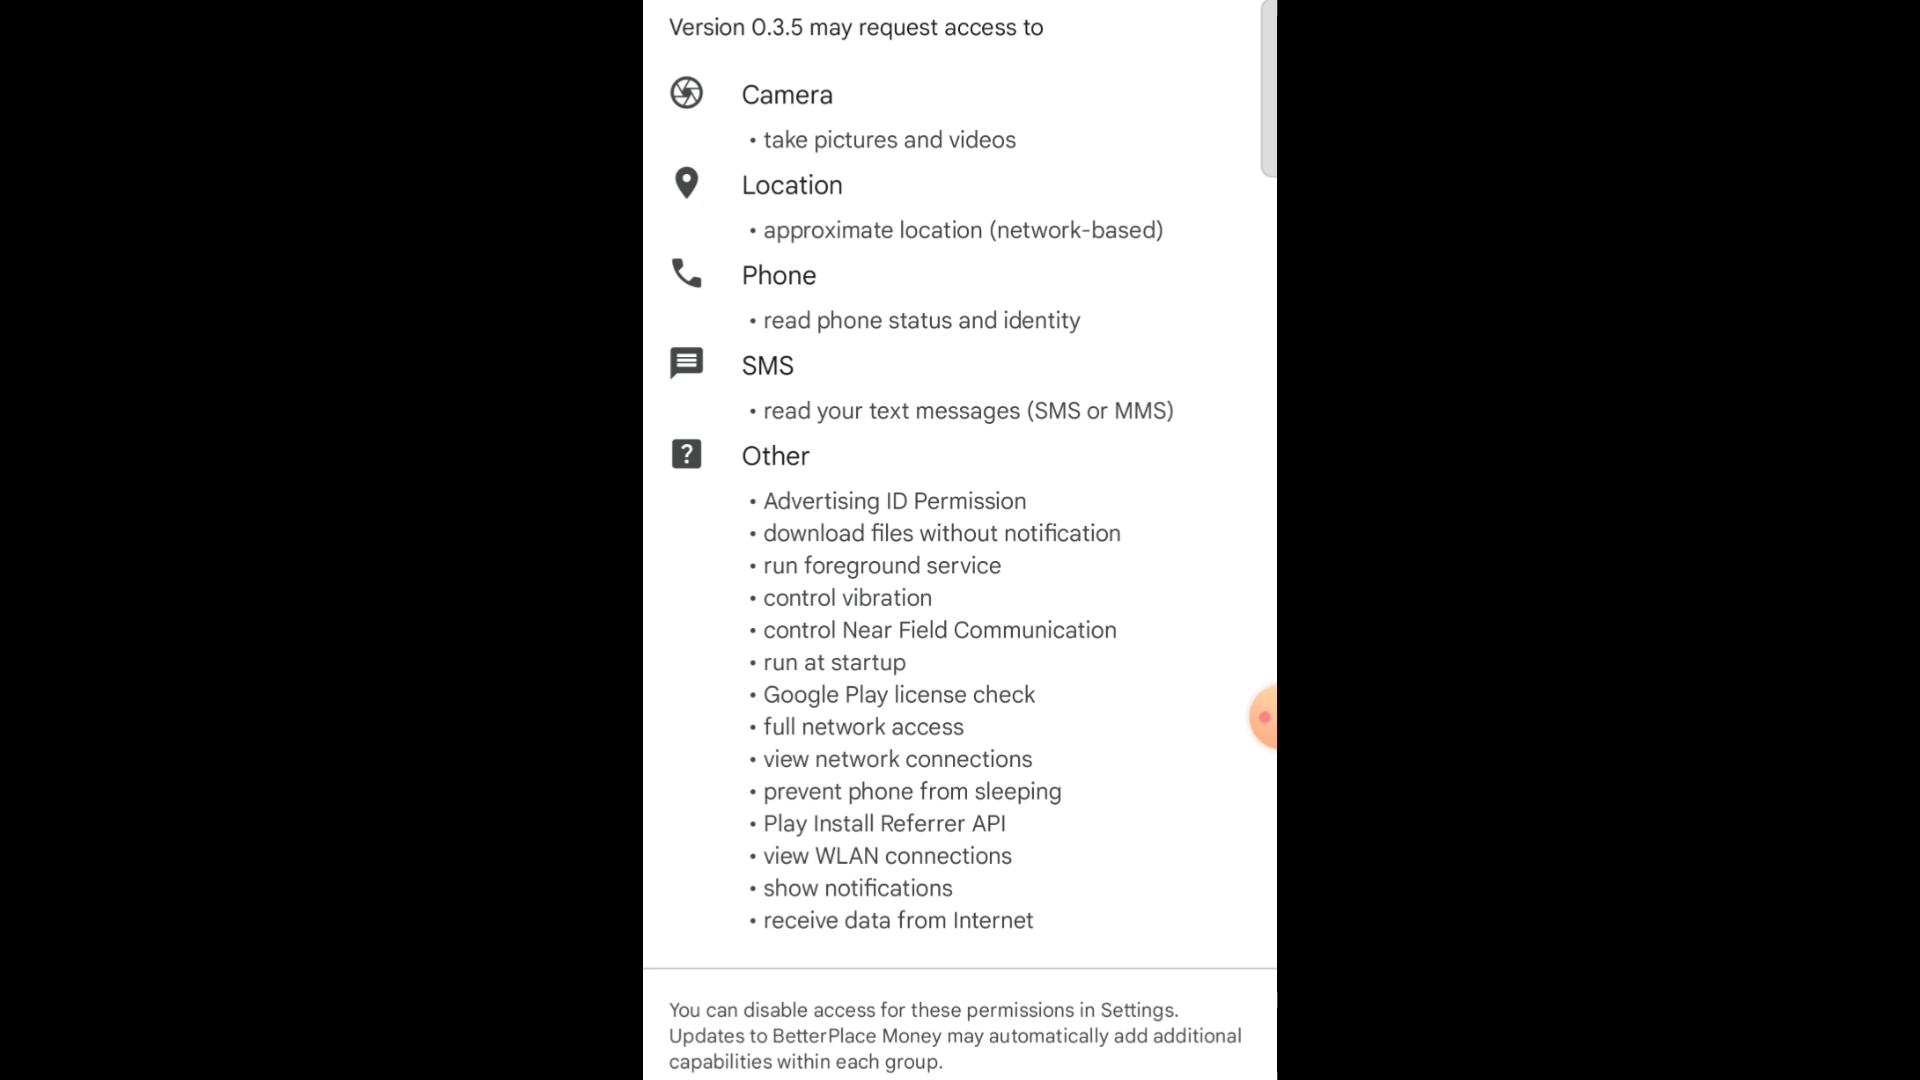 Version 0.3.5 may request access to
Camera
• take pictures and videos
Location
• approximate location (network-based)
Phone
• read phone status and identity
SMS
• read your text messages (SMS or MMS)
?
Other
• Advertising ID Permission
• download files without notification
• run foreground service
• control vibration
• control Near Field Communication
• run at startup
• Google Play license check
• full network access
• view network connections
• prevent phone from sleeping
• Play Install Referrer API
• view WLAN connections
• show notifications
• receive data from Internet
You can disable access for these permissions in Settings.
Updates to BetterPlace Money may automatically add additional
capabilities within each group.